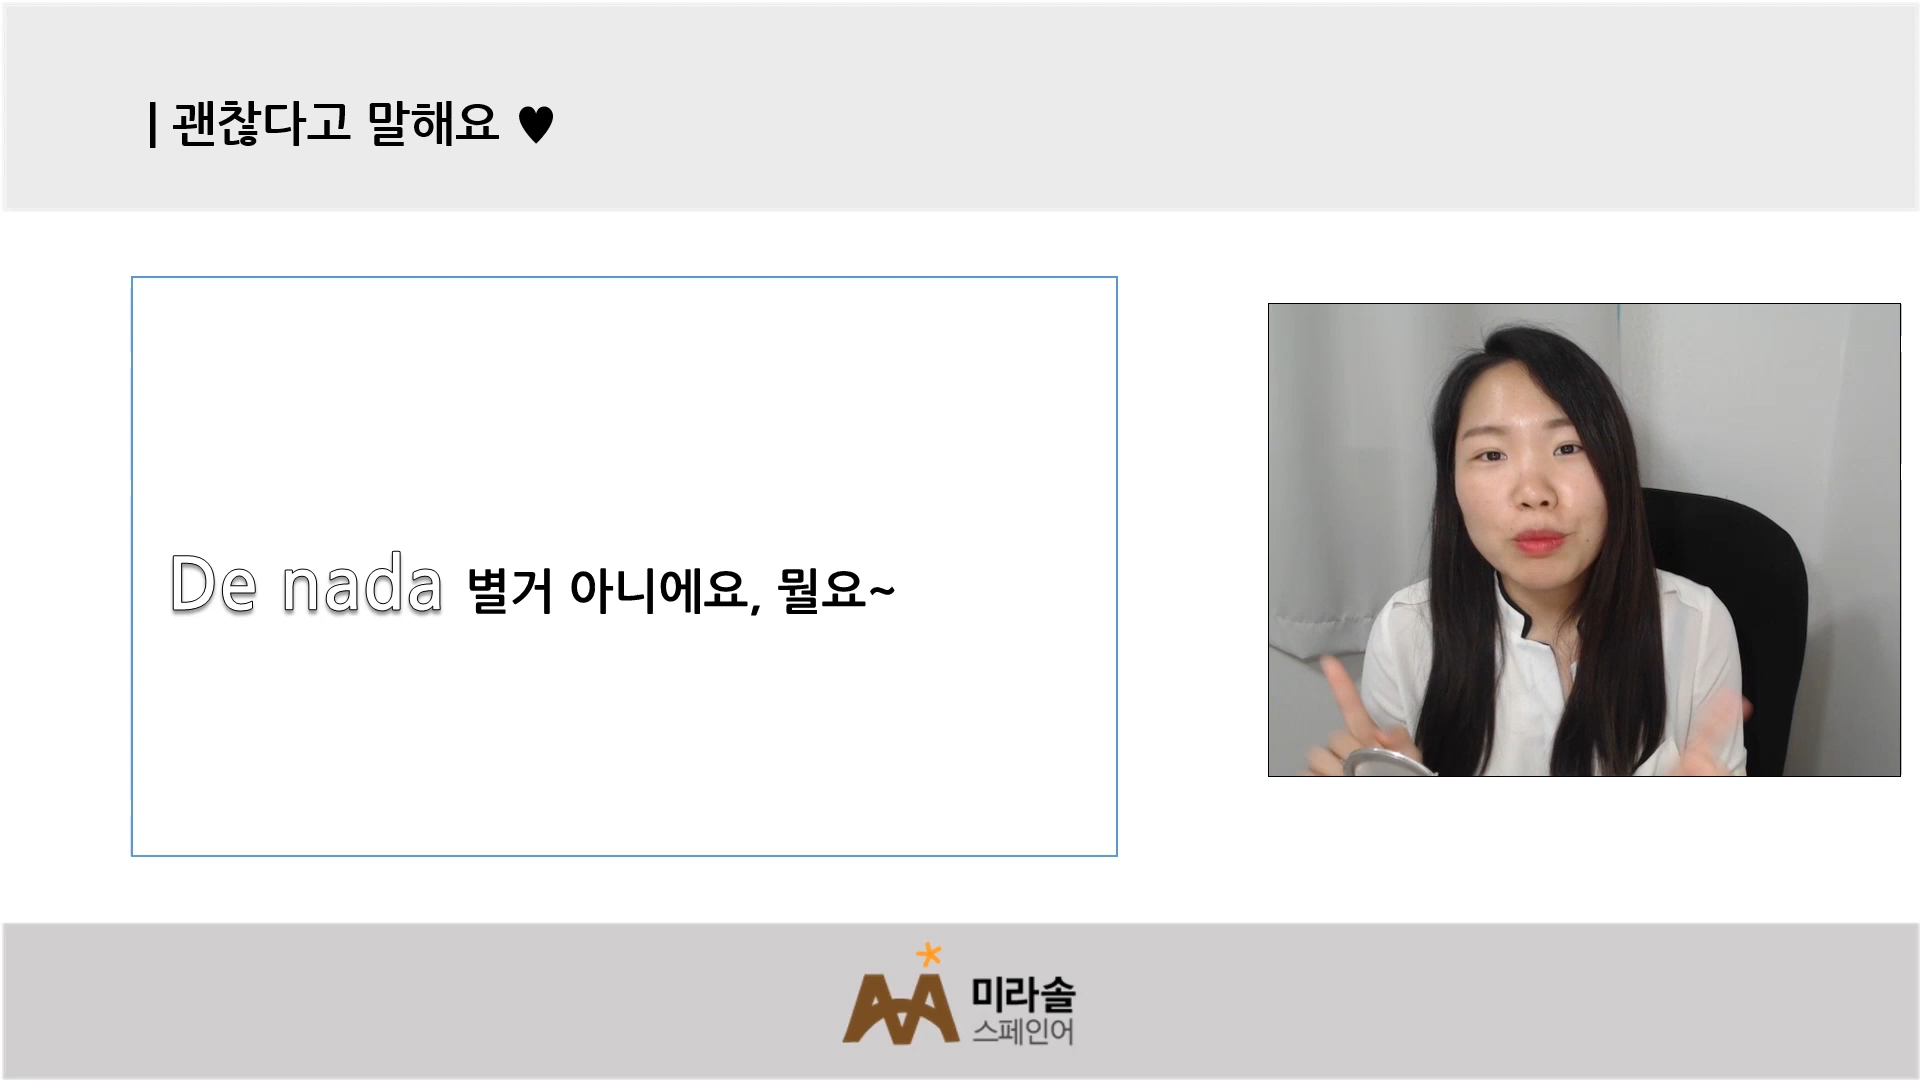 | 괜찮다고 말해요 ♥
De nada 별거 아니에요, 뭘요~
미라솔
스페인어